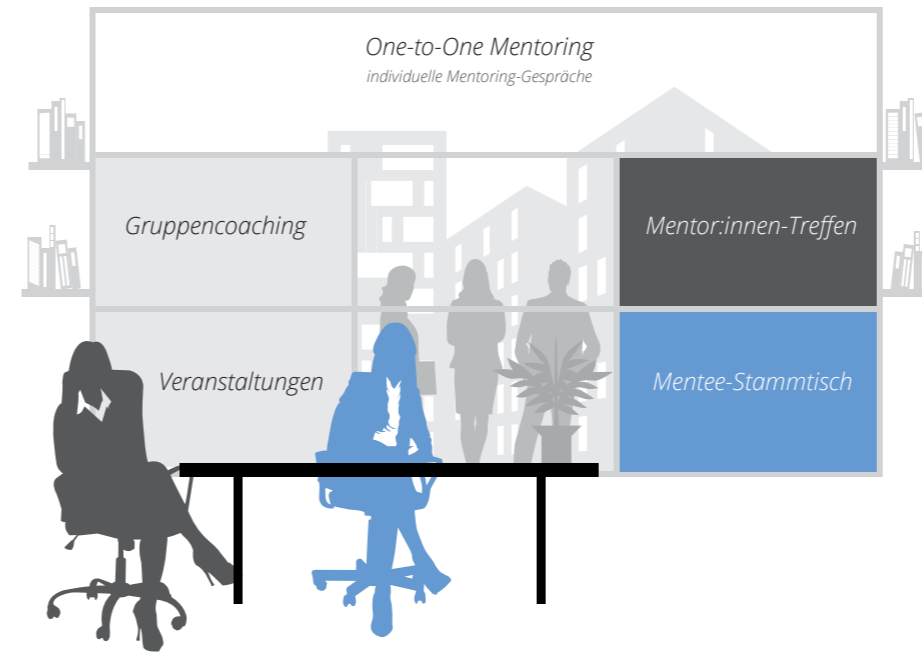 One-to-One Mentoring
individuelle Mentoring-Gespräche
Gruppencoaching
Mentor:innen-Treffen
Veranstaltungen
Mentee-Stammtisch